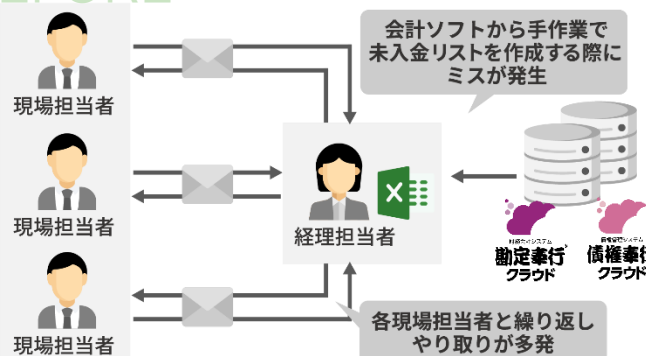 現場担当者
現場担当者
現場担当者
経理担当者
会計ソフトから手作業で
未入金リストを作成する際に
ミスが発生
勘定奉行
クラウド
債権奉行
クラウド
各現場担当者と繰り返し
やり取りが多発